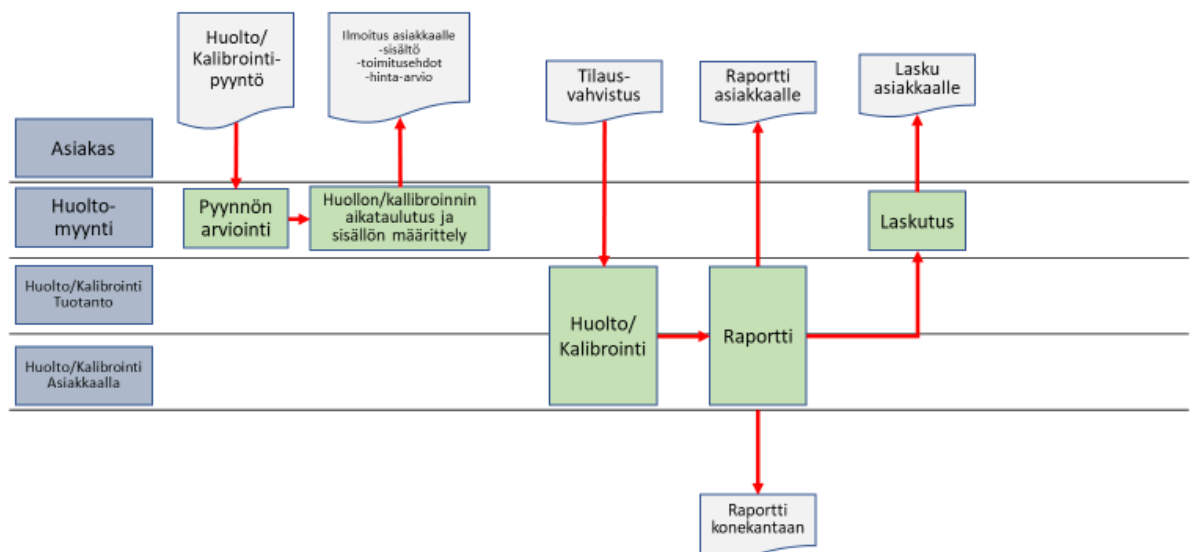 Huolto/
Kalibrointi-
pyyntö
Ilmoitus asiakkaalle
-sisältö
-toimitusehdot
-hinta-arvio
Tilaus-
vahvistus
Raportti
asiakkaalle
Lasku
asiakkaalle
Asiakas
Huolto-
myynti
Pyynnön
arviointi
Huollon/kallibroinnin
aikataulutus ja
sisällön määrittely
Laskutus
Huolto/Kalibrointi
Tuotanto
Huolto/
Kalibrointi
Raportti
Huolto/Kalibrointi
Asiakkaalla
Raportti
konekantaan